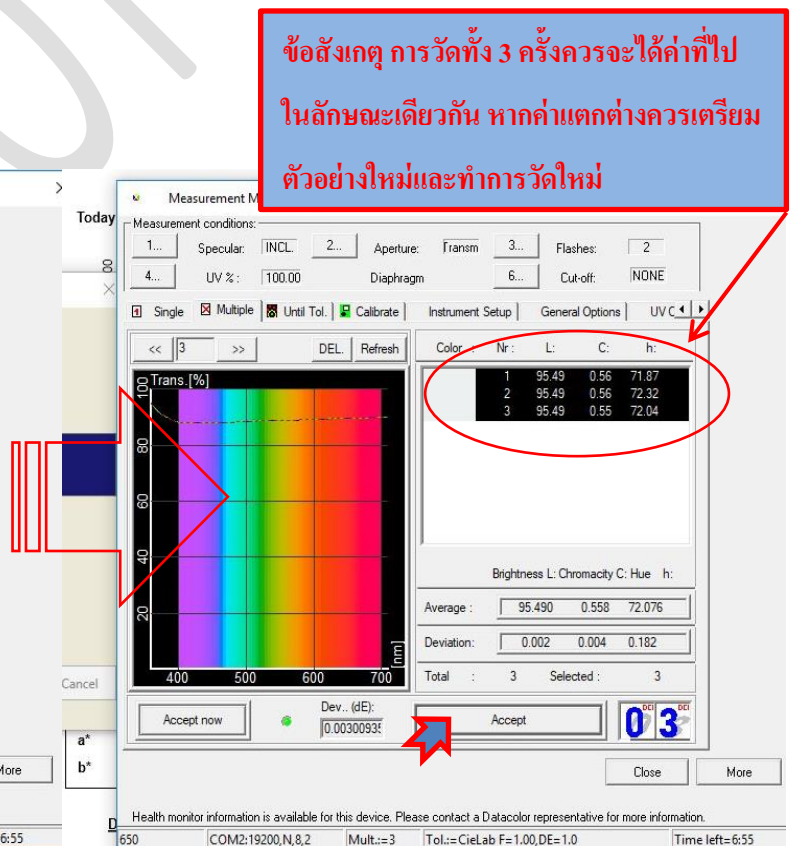 ข้อสังเกตุ การวัดทั้ง 3 ครั้งควรจะได้ค่าที่ไป
ในลักษณะเดียวกัน หากค่าแตกต่างควรเตรียม
ตัวอย่างใหม่และทำการวัดใหม่
Today
Measurement M
Measurement conditions:
1... Specular: INCL. 2... Aperture: Transm 3... Flashes: 2
4... UV %: 100.00 Diaphragm 6... Cut-off: NONE
Single Multiple Until Tol. Calibrate Instrument Setup General Options UV C
<< 3 >> DEL. Refresh
Color : Nr : L: C: h:
1 95.49 0.56 71.87
2 95.49 0.56 72.32
3 95.49 0.55 72.04
Trans.[%]
100
80
60
40
20
400 500 600 700 [nm]
Brightness L: Chromacity C: Hue h:
Average : 95.490 0.558 72.076
Deviation: 0.002 0.004 0.182
Total : 3 Selected : 3
Cancel
Accept now
Dev.. (dE):
0.0030093
Accept
DCI DCI
03
a*
b*
More
Close More
Health monitor information is available for this device. Please contact a Datacolor representative for more information.
D
6:55
650 COM2:19200,N,8,2 Mult.:=3 Tol.:=CieLab F=1.00,DE=1.0 Time left=6:55